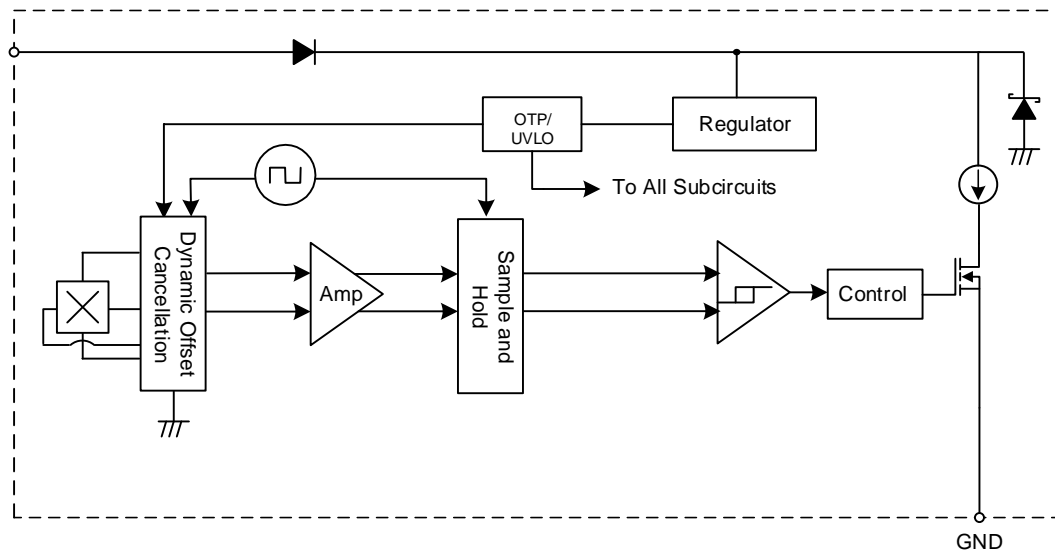 OTP/
UVLO
Regulator
To All Subcircuits
Dynamic Offset
Cancellation
Amp
Sample and
Hold
Control
GND